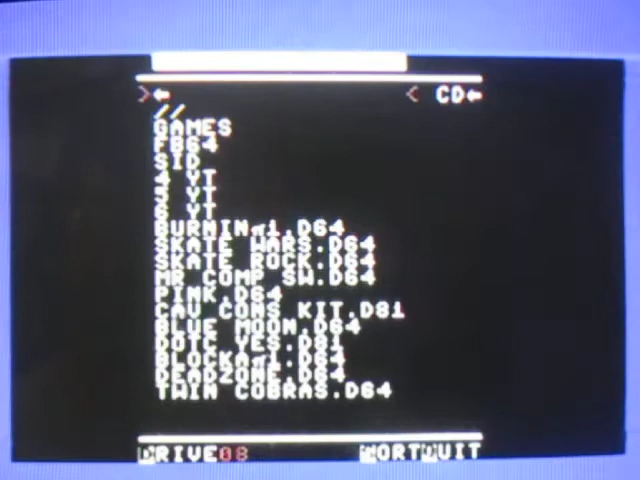 >← < CD←
//
GAMES
FB64
SID
4 YT
5 YT
6 YT
BURNIN~1.D64
SKATE WARS.D64
SKATE ROCK.D64
MR COMP SW.D64
PINK.D64
CAV CONS KIT.D81
BLUE MOON.D64
DOTC YES.D81
BLOCKA~1.D64
DEADZONE.D64
TWIN COBRAS.D64
DRIVE08 SORT QUIT